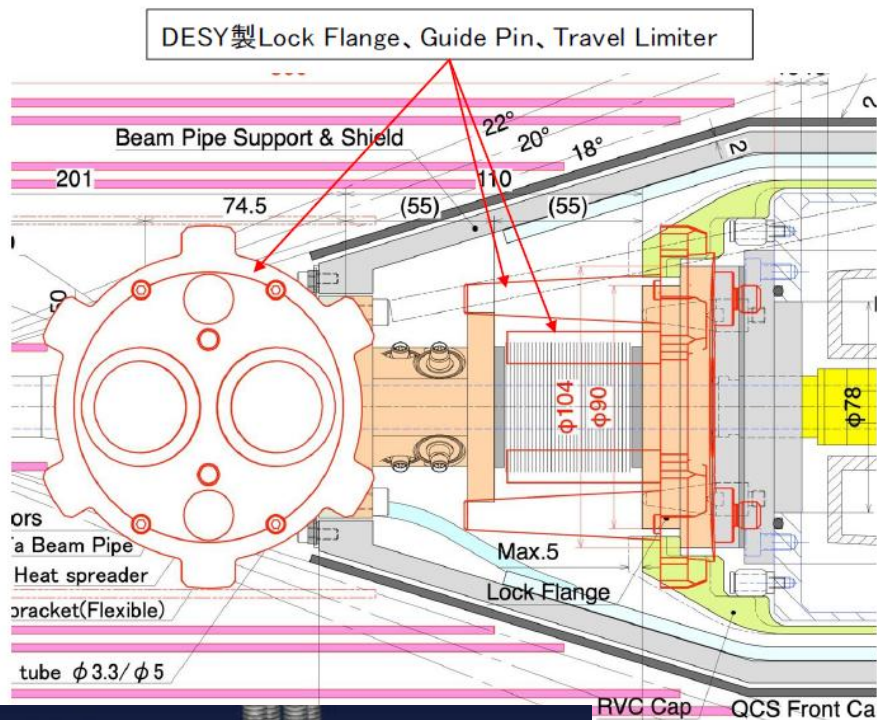 DESY製Lock Flange、Guide Pin、Travel Limiter
22°
Beam Pipe Support & Shield
20°
18°
2
201
110
74.5
(55)
(55)
50
φ104
φ90
φ78
Max.5
Lock Flange
Ta Beam Pipe
Heat spreader
bracket(Flexible)
tube φ3.3/φ5
RVC Cap
QCS Front Ca